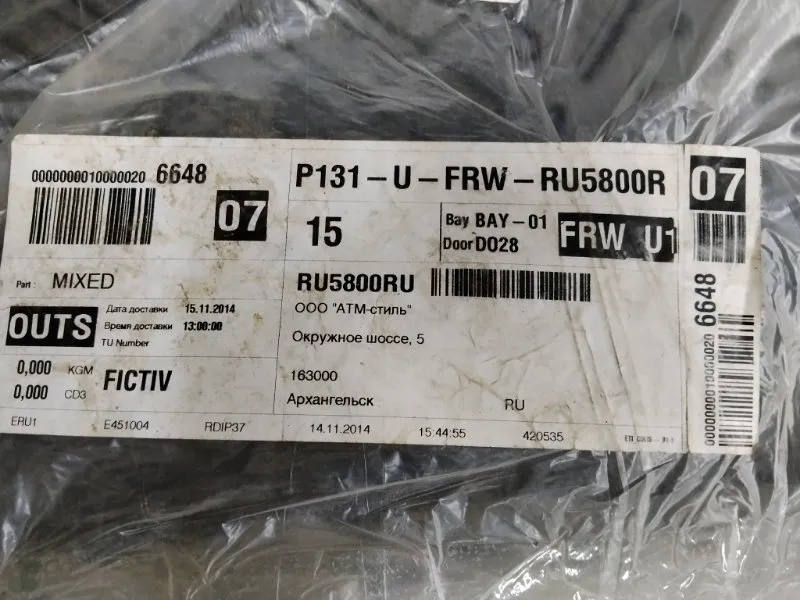 0000000010000020 6648
07
P131-U-FRW-RU5800R
07
15
Bay BAY-01
Door D028
FRW U1
Part : MIXED
RU5800RU
ООО "АТМ-стиль"
OUTS
Дата доставки 15.11.2014
Время доставки 13:00:00
TU Number
Окружное шоссе, 5
0,000 KGM
0,000 CD3
FICTIV
163000
Архангельск RU
ERU1 E451004 RDIP37 14.11.2014 15:44:55 420535
0000000010000020 6648